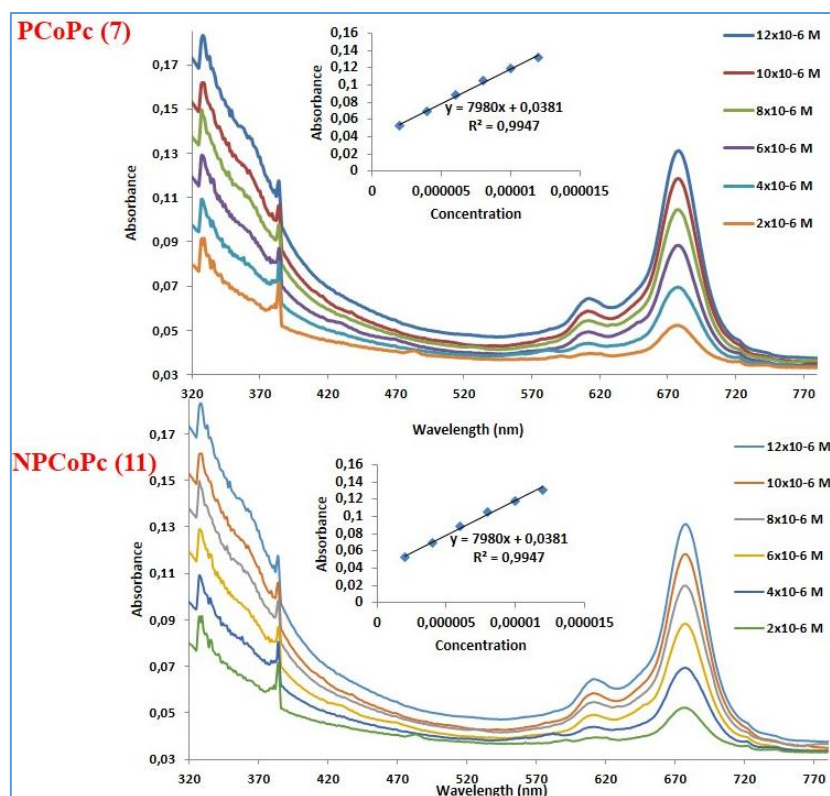 PCoPc (7)
0,17
0,15
0,13
0,11
0,09
0,07
0,05
0,03
Absorbance
320 370 420 470 520 570 620 670 720 770
Wavelength (nm)
0,16
0,14
0,12
0,1
0,08
0,06
0,04
0,02
0
Absorbance
y = 7980x + 0,0381
R² = 0,9947
0 0,000005 0,00001 0,000015
Concentration
12x10-6 M
10x10-6 M
8x10-6 M
6x10-6 M
4x10-6 M
2x10-6 M
NPCoPc (11)
0,17
0,15
0,13
0,11
0,09
0,07
0,05
0,03
Absorbance
320 370 420 470 520 570 620 670 720 770
Wavelength (nm)
0,16
0,14
0,12
0,1
0,08
0,06
0,04
0,02
0
Absorbance
y = 7980x + 0,0381
R² = 0,9947
0 0,000005 0,00001 0,000015
Concentration
12x10-6 M
10x10-6 M
8x10-6 M
6x10-6 M
4x10-6 M
2x10-6 M